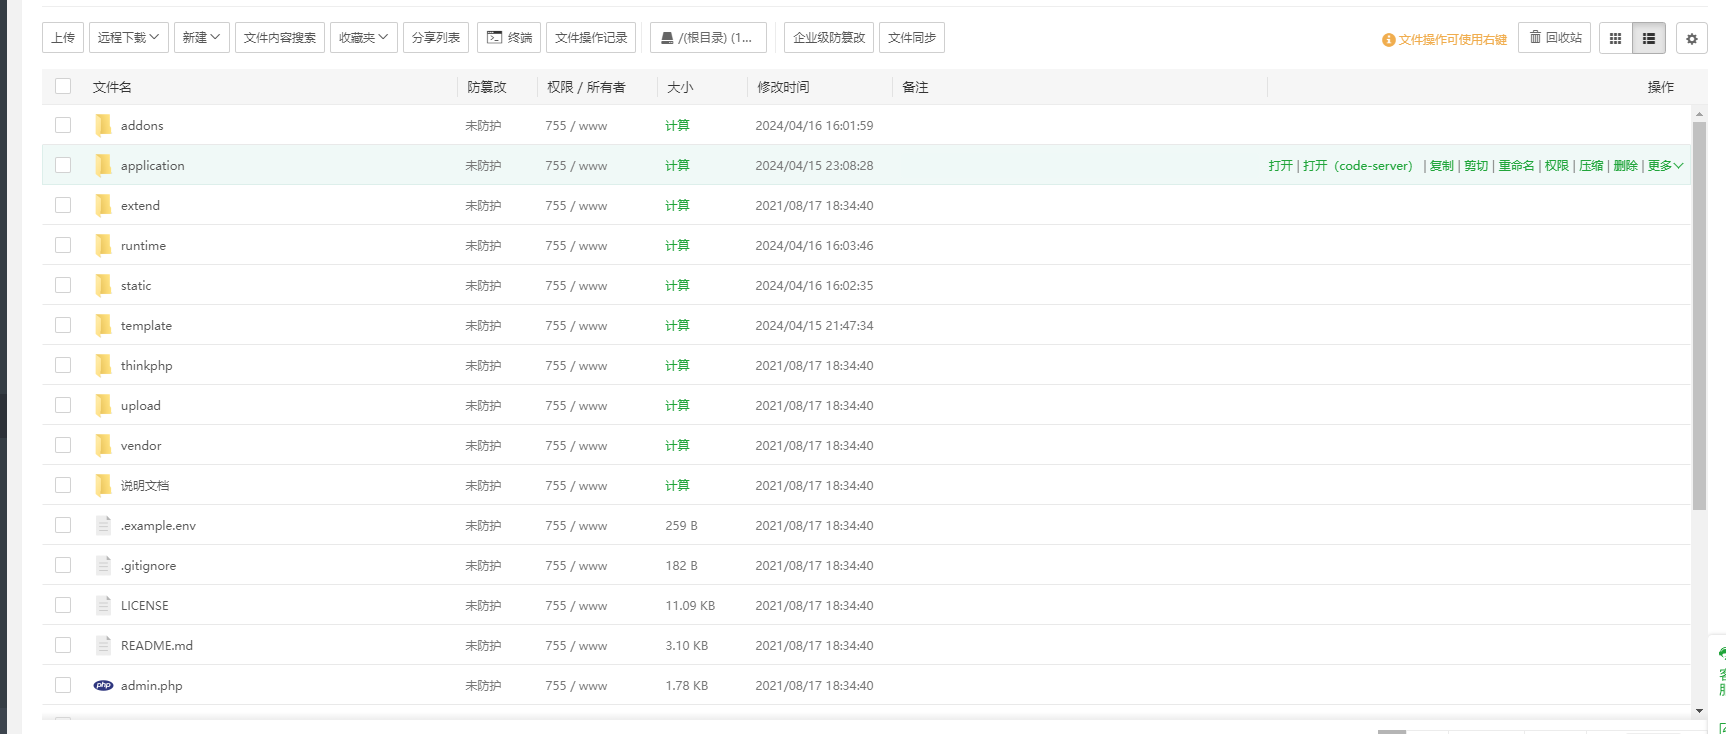 上传 远程下载 新建 文件内容搜索 收藏夹 分享列表 终端 文件操作记录 /(根目录) (1... 企业级防篡改 文件同步 文件操作可使用右键 回收站
文件名 防篡改 权限 / 所有者 大小 修改时间 备注 操作
addons 未防护 755 / www 计算 2024/04/16 16:01:59
application 未防护 755 / www 计算 2024/04/15 23:08:28 打开 | 打开（code-server） | 复制 | 剪切 | 重命名 | 权限 | 压缩 | 删除 | 更多
extend 未防护 755 / www 计算 2021/08/17 18:34:40
runtime 未防护 755 / www 计算 2024/04/16 16:03:46
static 未防护 755 / www 计算 2024/04/16 16:02:35
template 未防护 755 / www 计算 2024/04/15 21:47:34
thinkphp 未防护 755 / www 计算 2021/08/17 18:34:40
upload 未防护 755 / www 计算 2021/08/17 18:34:40
vendor 未防护 755 / www 计算 2021/08/17 18:34:40
说明文档 未防护 755 / www 计算 2021/08/17 18:34:40
.example.env 未防护 755 / www 259 B 2021/08/17 18:34:40
.gitignore 未防护 755 / www 182 B 2021/08/17 18:34:40
LICENSE 未防护 755 / www 11.09 KB 2021/08/17 18:34:40
README.md 未防护 755 / www 3.10 KB 2021/08/17 18:34:40
php admin.php 未防护 755 / www 1.78 KB 2021/08/17 18:34:40